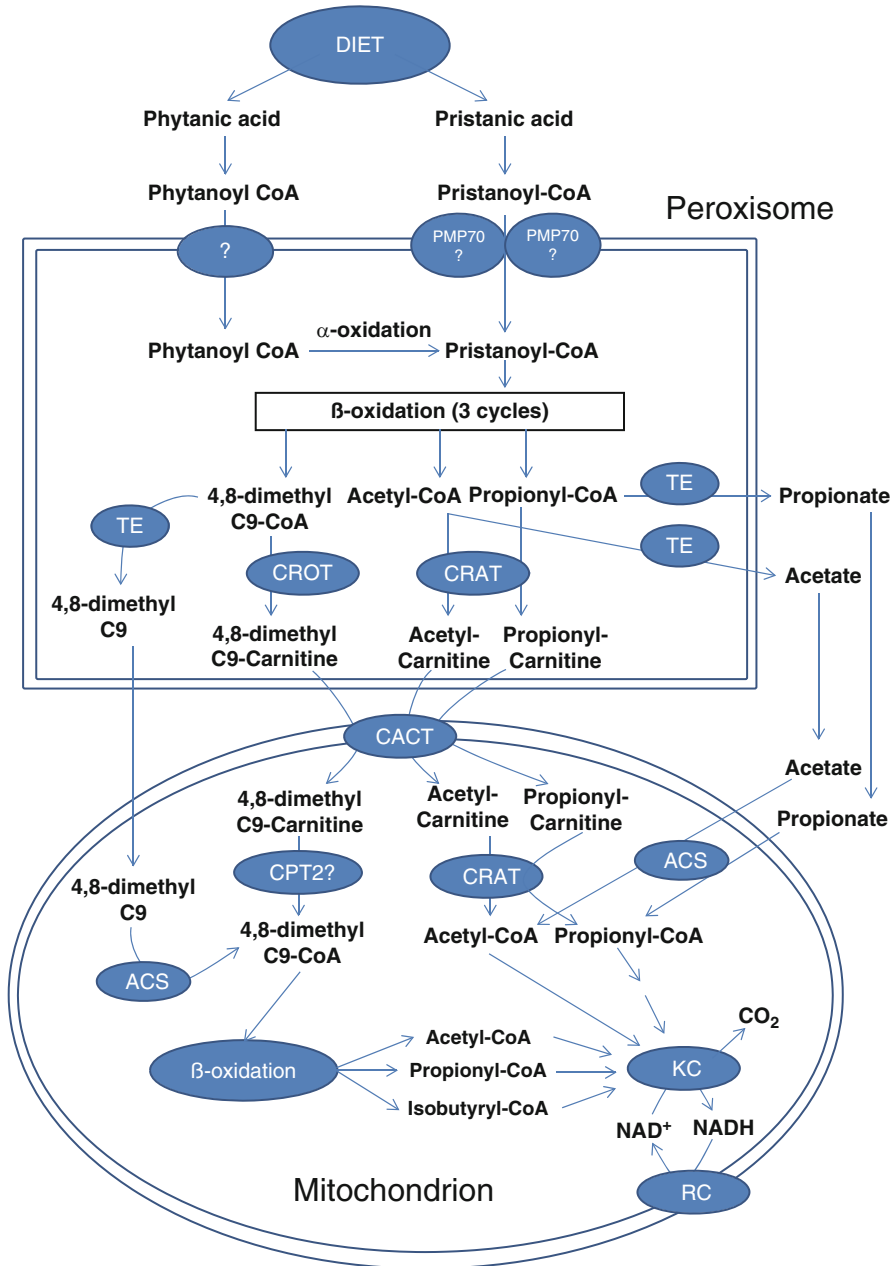 DIET
Phytanic acid
Pristanic acid
Phytanoyl CoA
Pristanoyl-CoA
Peroxisome
?
PMP70
?
PMP70
?
α-oxidation
Phytanoyl CoA
Pristanoyl-CoA
ß-oxidation (3 cycles)
4,8-dimethyl
C9-CoA
Acetyl-CoA
Propionyl-CoA
TE
Propionate
TE
TE
Acetate
CROT
CRAT
4,8-dimethyl
C9
4,8-dimethyl
C9-Carnitine
Acetyl-
Carnitine
Propionyl-
Carnitine
CACT
Acetate
Propionate
4,8-dimethyl
C9-Carnitine
Acetyl-
Carnitine
Propionyl-
Carnitine
CPT2?
CRAT
ACS
4,8-dimethyl
C9
4,8-dimethyl
C9-CoA
Acetyl-CoA
Propionyl-CoA
ACS
CO2
Acetyl-CoA
ß-oxidation
Propionyl-CoA
KC
Isobutyryl-CoA
NAD+
NADH
Mitochondrion
RC